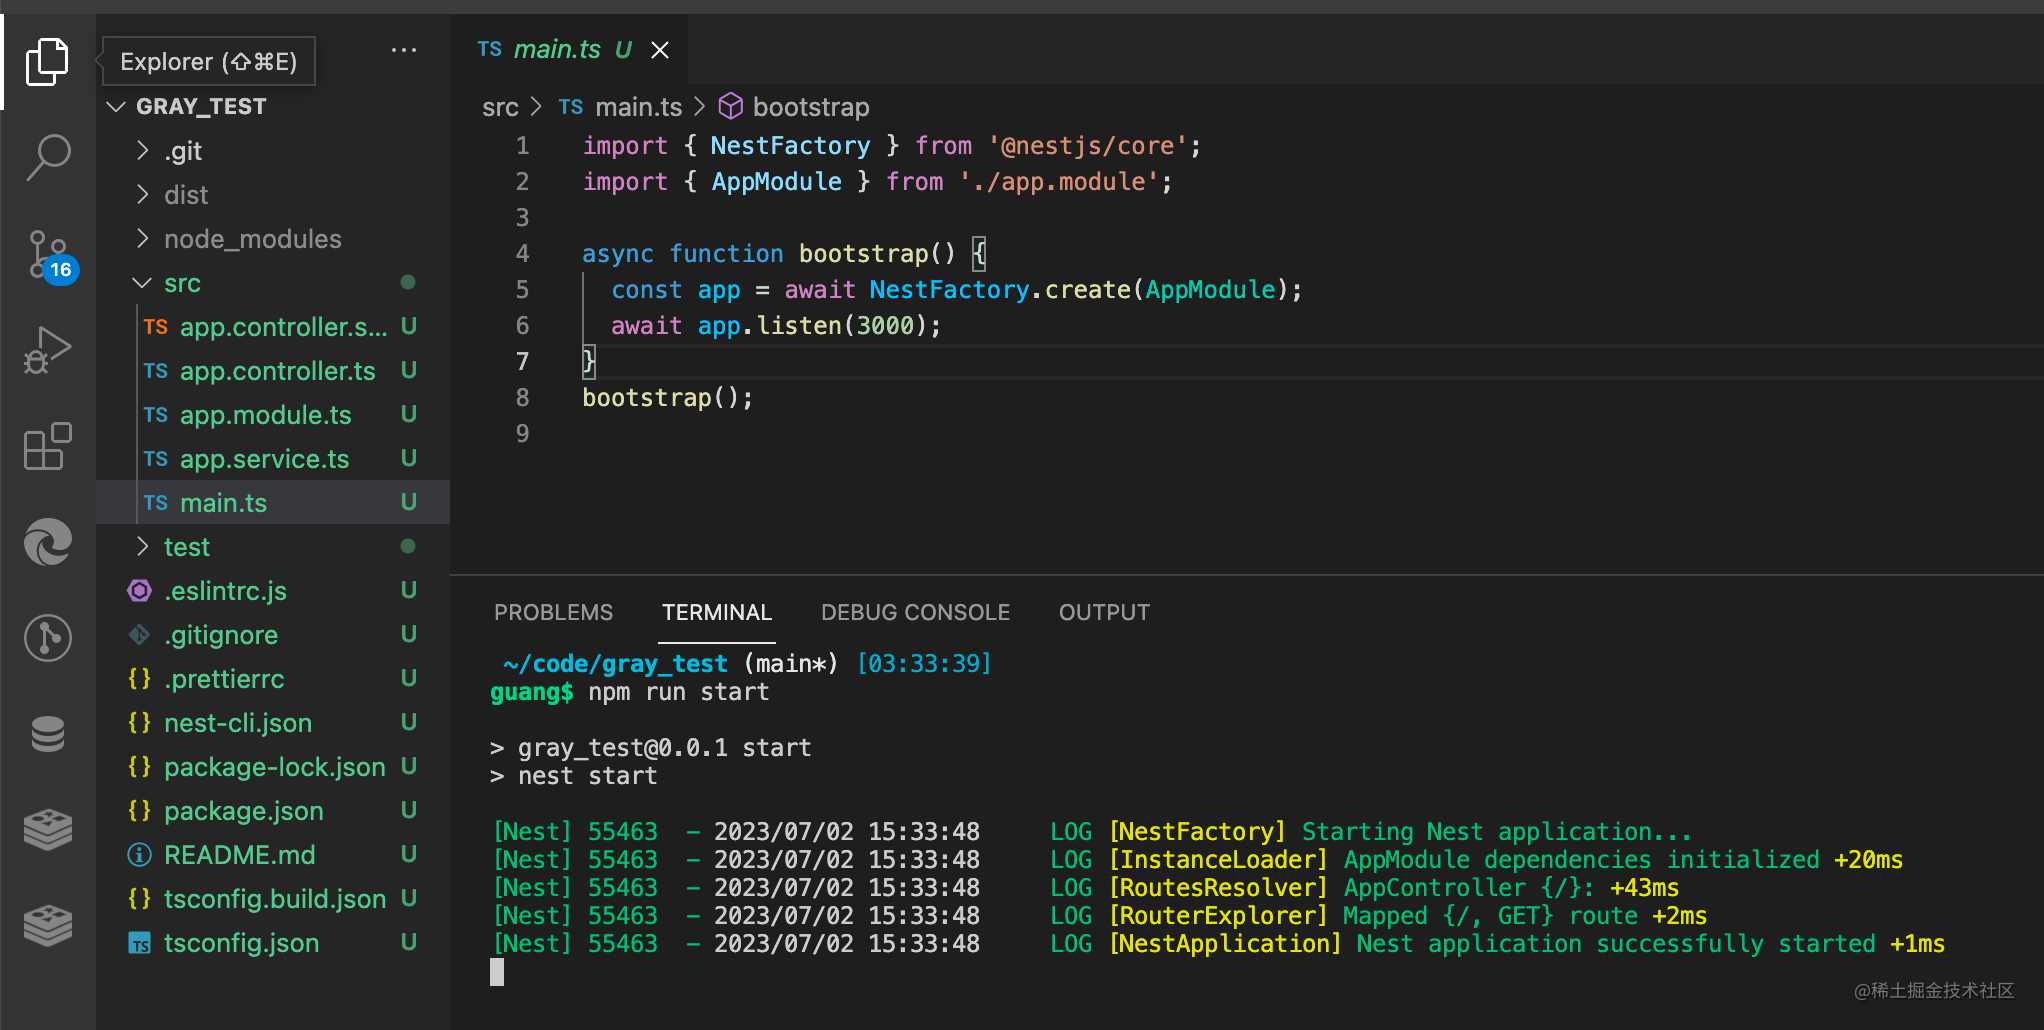 Explorer (⇧⌘E)
···
GRAY_TEST
.git
dist
node_modules
src
TS app.controller.s... U
TS app.controller.ts U
TS app.module.ts U
TS app.service.ts U
TS main.ts U
test
.eslintrc.js U
.gitignore U
{} .prettierrc U
{} nest-cli.json U
{} package-lock.json U
{} package.json U
README.md U
{} tsconfig.build.json U
TS tsconfig.json U
16
TS main.ts U
src > TS main.ts > bootstrap
1 import { NestFactory } from '@nestjs/core';
2 import { AppModule } from './app.module';
3
4 async function bootstrap() {
5 const app = await NestFactory.create(AppModule);
6 await app.listen(3000);
7 }
8 bootstrap();
9
PROBLEMS TERMINAL DEBUG CONSOLE OUTPUT
~/code/gray_test (main*) [03:33:39]
guang$ npm run start
> gray_test@0.0.1 start
> nest start
[Nest] 55463 - 2023/07/02 15:33:48 LOG [NestFactory] Starting Nest application...
[Nest] 55463 - 2023/07/02 15:33:48 LOG [InstanceLoader] AppModule dependencies initialized +20ms
[Nest] 55463 - 2023/07/02 15:33:48 LOG [RoutesResolver] AppController {/}: +43ms
[Nest] 55463 - 2023/07/02 15:33:48 LOG [RouterExplorer] Mapped {/, GET} route +2ms
[Nest] 55463 - 2023/07/02 15:33:48 LOG [NestApplication] Nest application successfully started +1ms
@稀土掘金技术社区